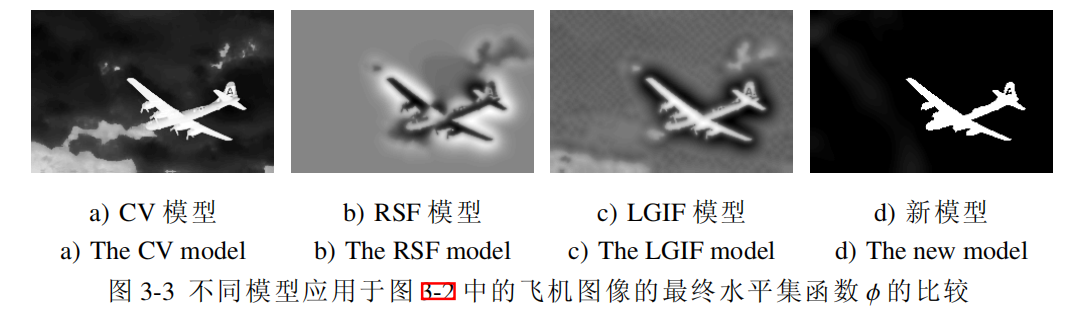 a) CV 模型 b) RSF 模型 c) LGIF 模型 d) 新模型
a) The CV model b) The RSF model c) The LGIF model d) The new model
图 3-3 不同模型应用于图 3-2 中的飞机图像的最终水平集函数 ϕ 的比较